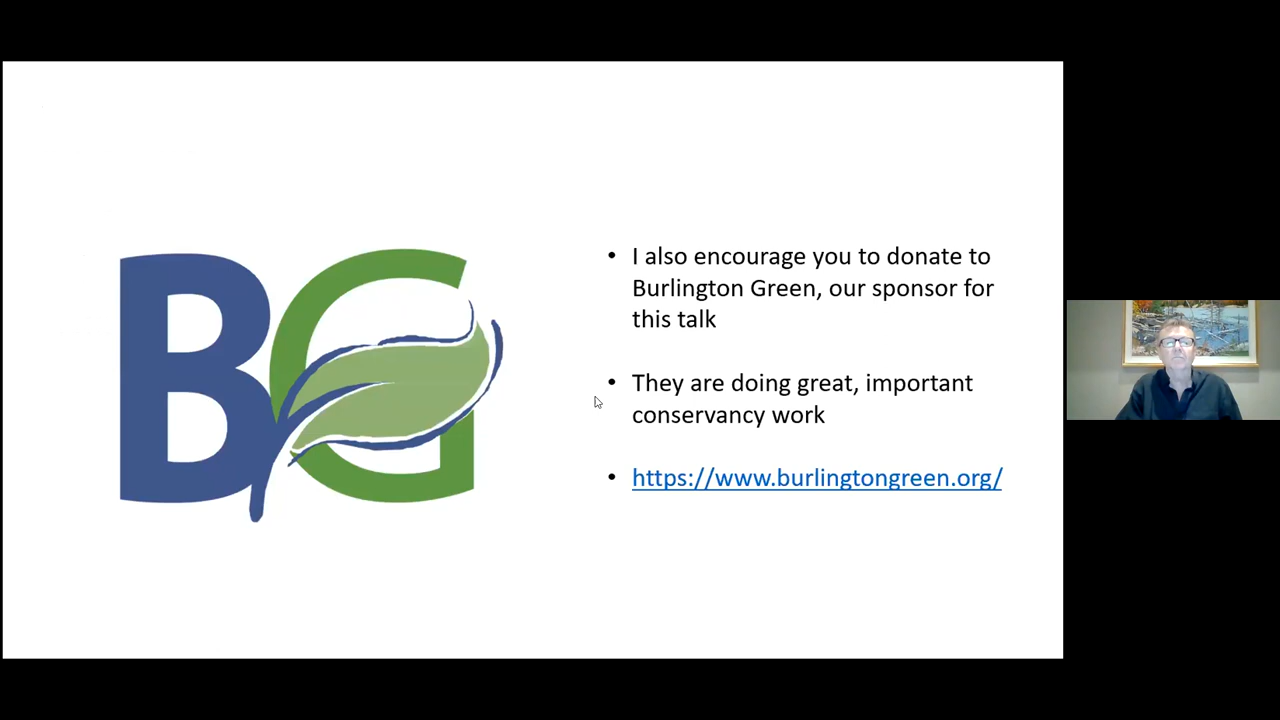 BG
• I also encourage you to donate to
Burlington Green, our sponsor for
this talk
• They are doing great, important
conservancy work
• https://www.burlingtongreen.org/